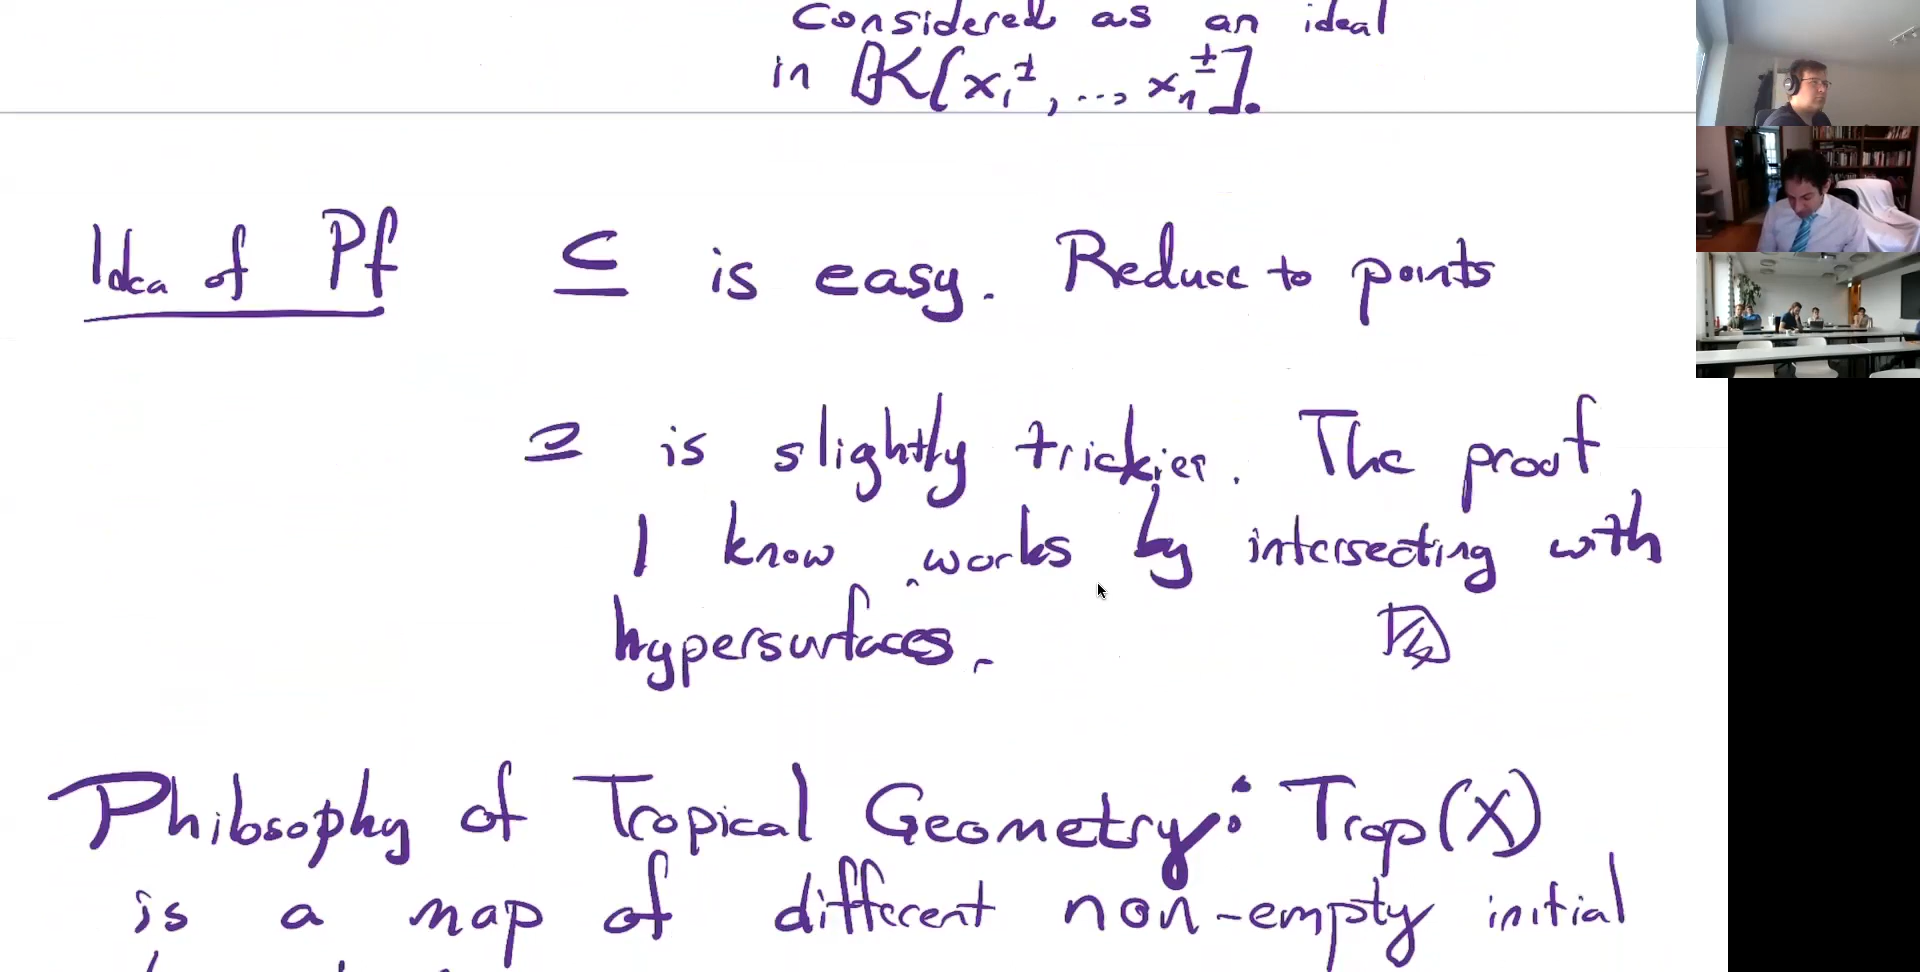 Considered as an ideal
in 𝕂[x₁^±, ..., xₙ^±].
Idea of Pf ⊆ is easy. Reduce to points
⊇ is slightly trickier. The proof
I know works by intersecting with
hypersurfaces.
Philosophy of Tropical Geometry: Trop(X)
is a map of different non-empty initial